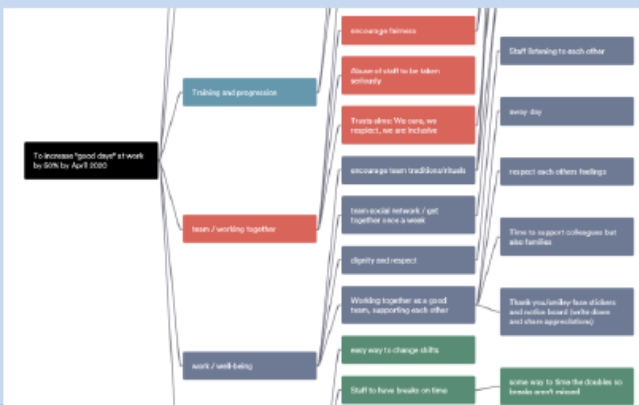 To increase "good days" at work
by 50% by April 2020
Training and progression
team / working together
work / well-being
encourage fairness
Abuse of staff to be taken
seriously
Trusts aims: We care, we
respect, we are inclusive
encourage team traditions/rituals
team social network / get
together once a week
dignity and respect
Working together as a good
team, supporting each other
easy way to change shifts
Staff to have breaks on time
Staff listening to each other
away day
respect each others feelings
Time to support colleagues but
also families
Thank you/smiley-face stickers
and notice board (write down
and share appreciations)
some way to time the doubles so
breaks aren't missed